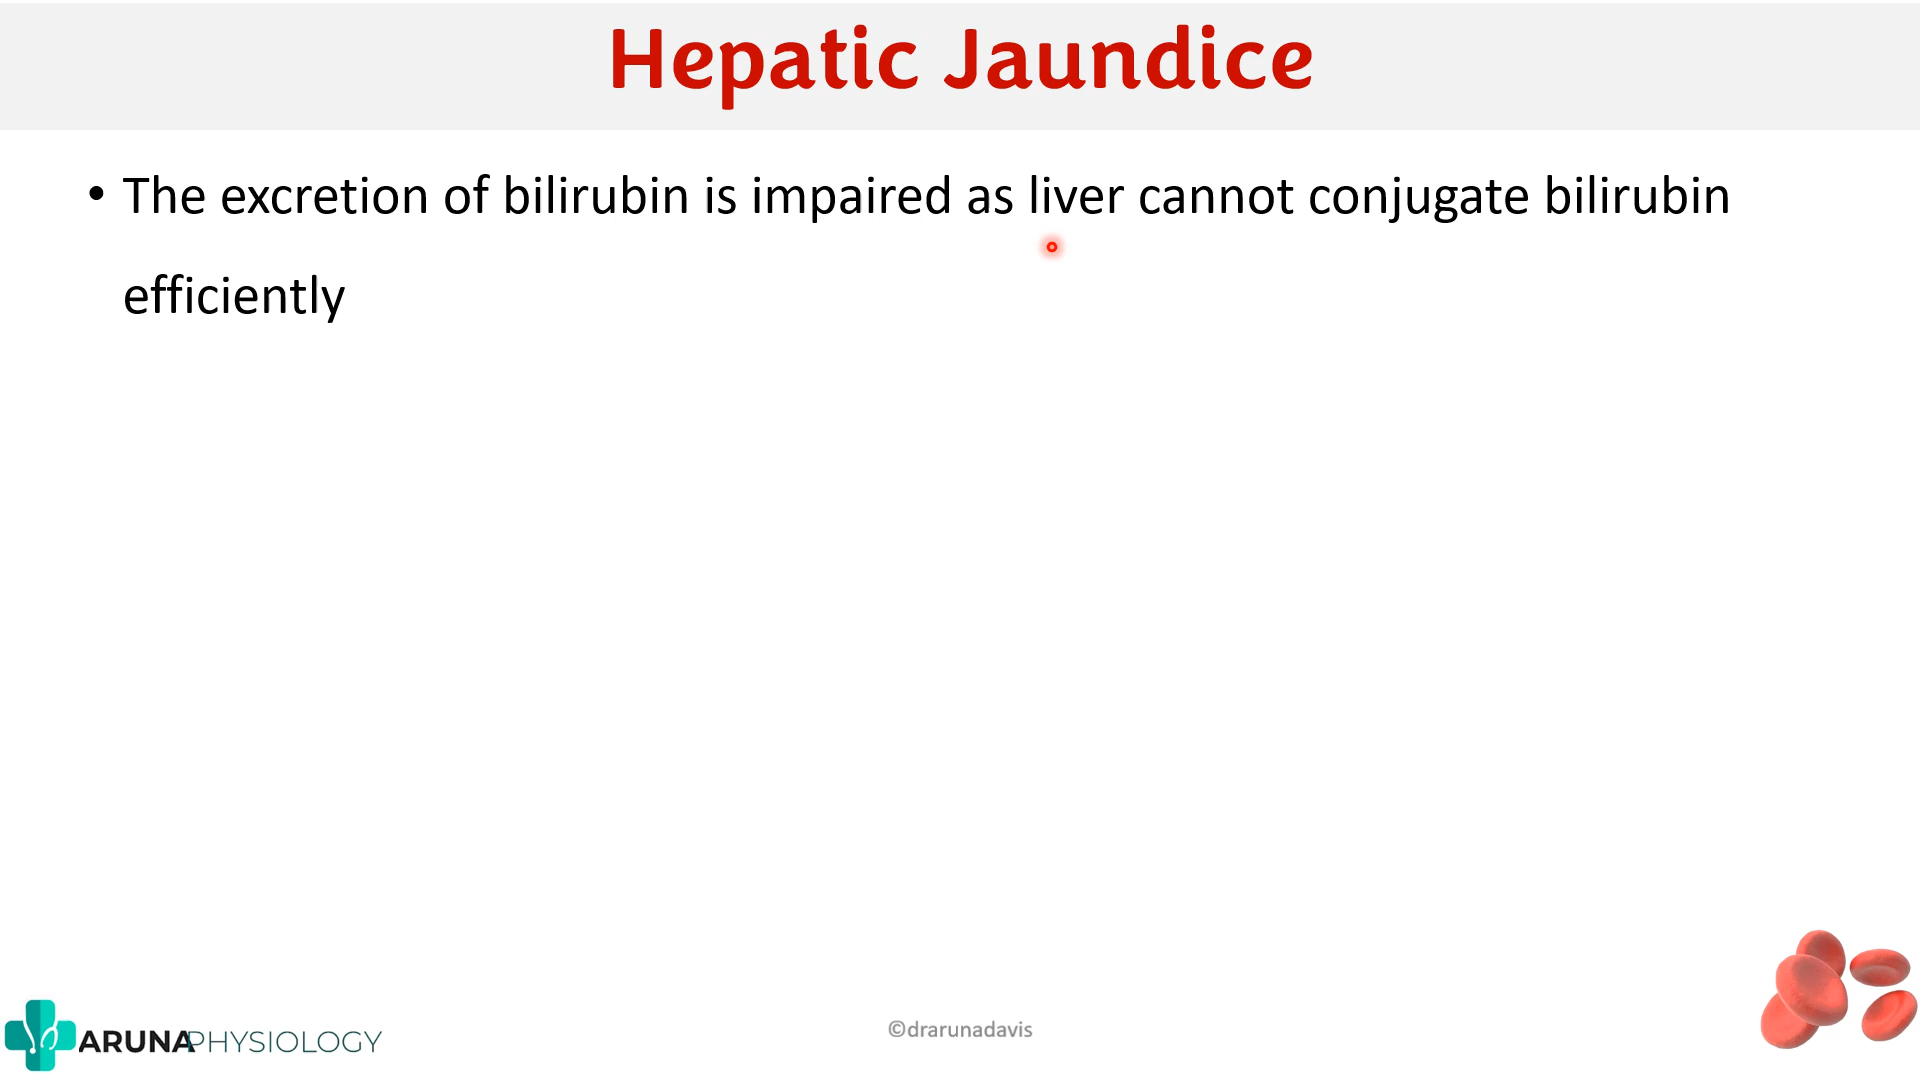 Hepatic Jaundice
• The excretion of bilirubin is impaired as liver cannot conjugate bilirubin
efficiently
ARUNAPHYSIOLOGY
©drarunadavis